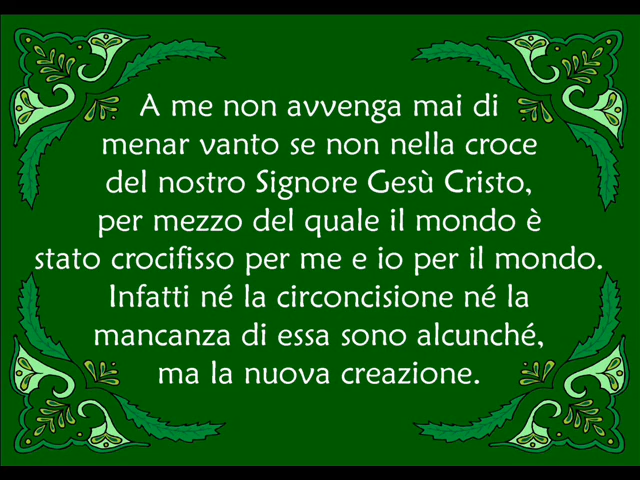 A me non avvenga mai di
menar vanto se non nella croce
del nostro Signore Gesù Cristo,
per mezzo del quale il mondo è
stato crocifisso per me e io per il mondo.
Infatti né la circoncisione né la
mancanza di essa sono alcunché,
ma la nuova creazione.